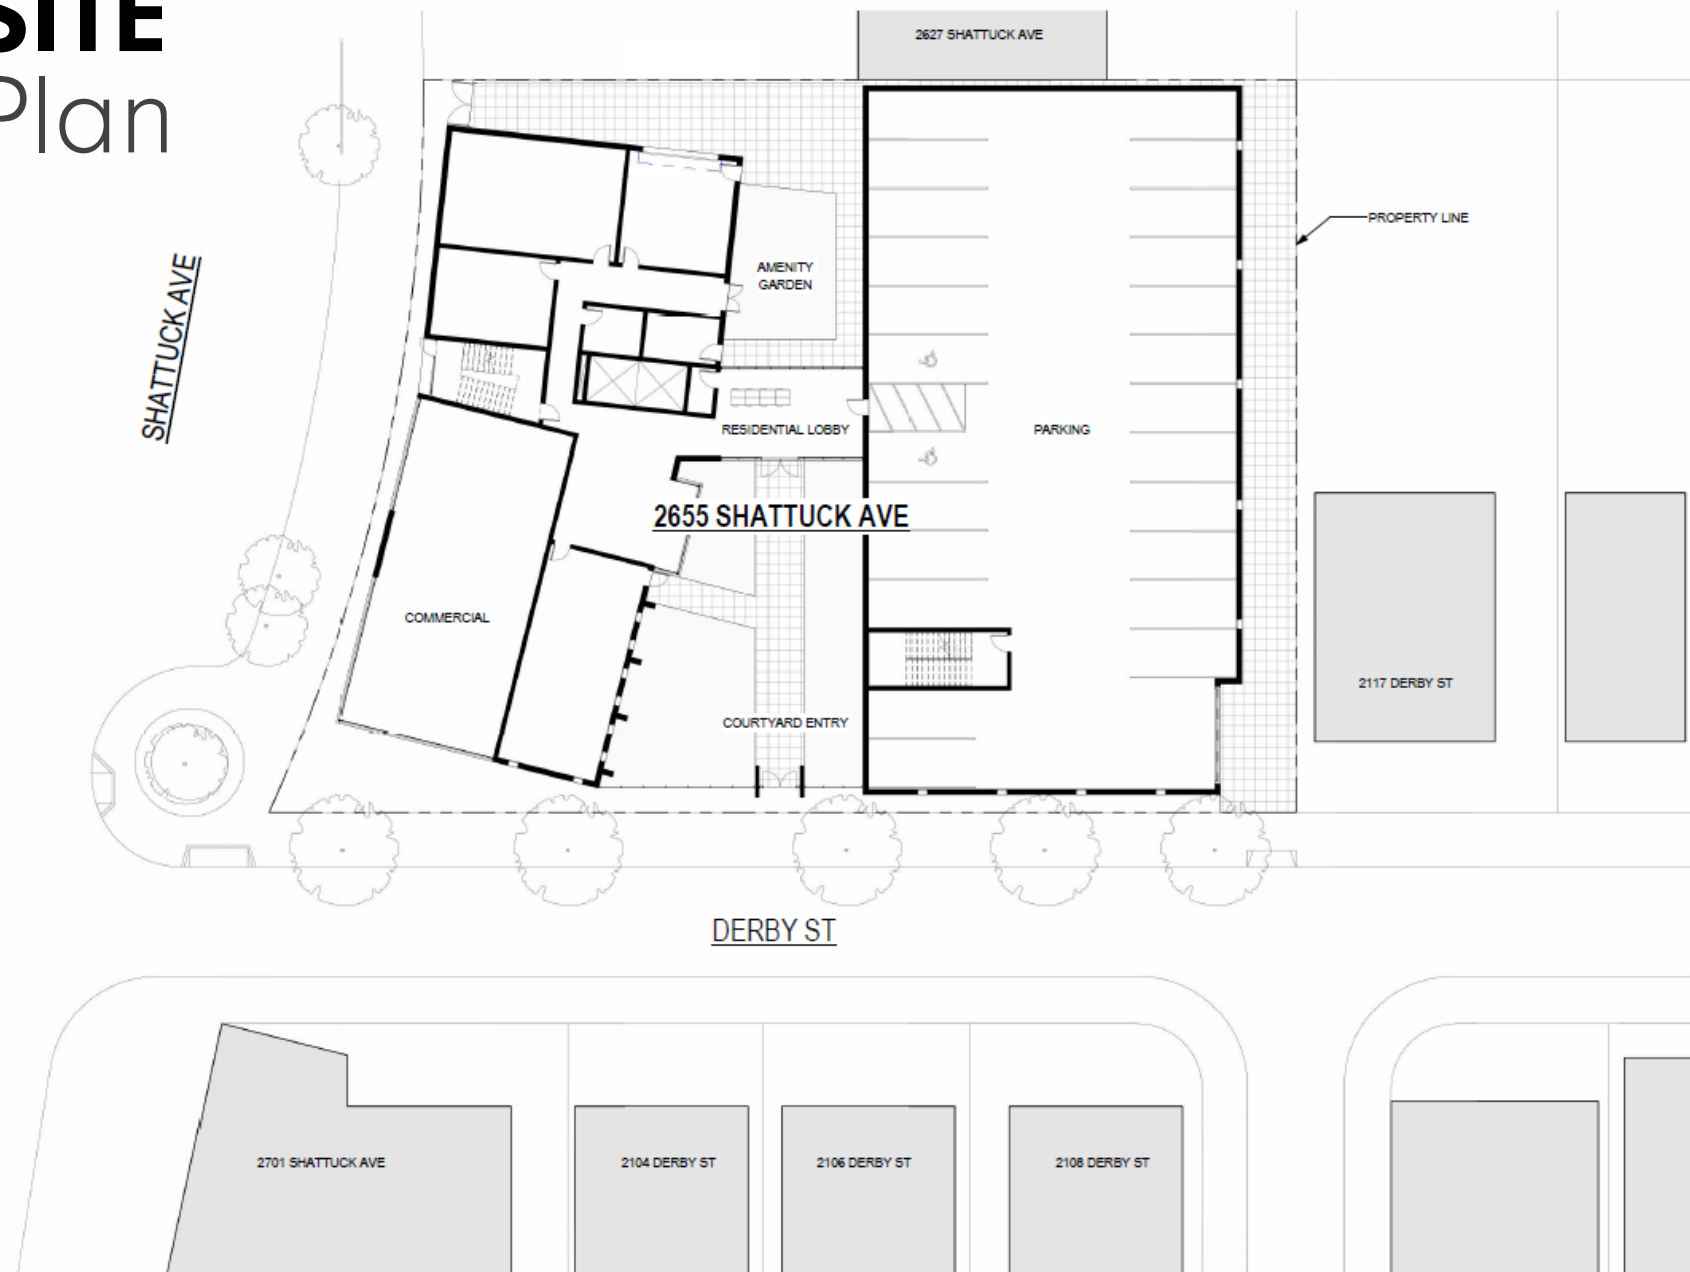 SITE
Plan
2627 SHATTUCK AVE
PROPERTY LINE
SHATTUCK AVE
AMENITY
GARDEN
RESIDENTIAL LOBBY
PARKING
2655 SHATTUCK AVE
COMMERCIAL
2117 DERBY ST
COURTYARD ENTRY
DERBY ST
2701 SHATTUCK AVE
2104 DERBY ST
2106 DERBY ST
2108 DERBY ST